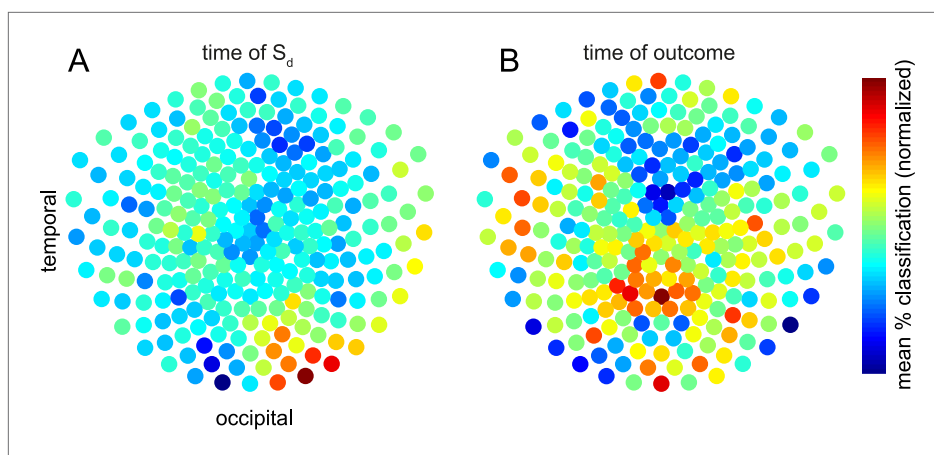 A
time of Sd
B
time of outcome
temporal
occipital
mean % classification (normalized)